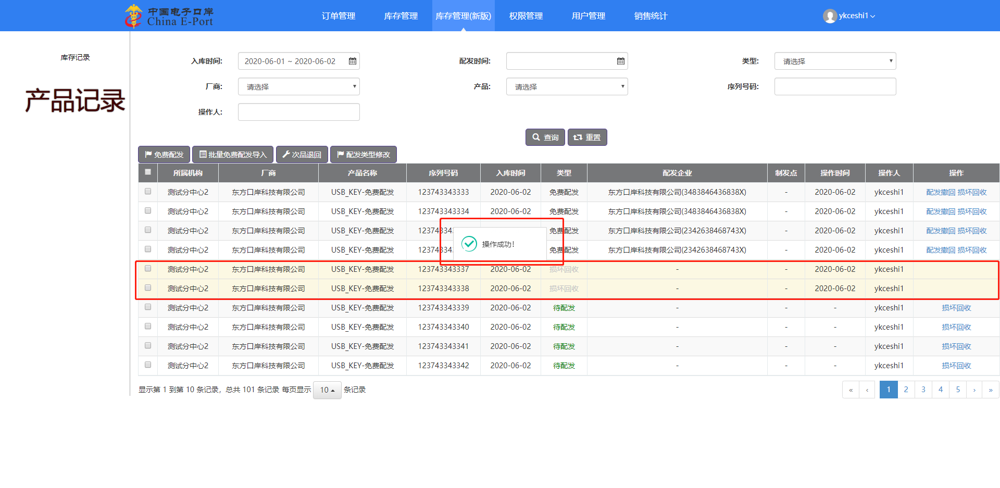 中国电子口岸
China E-Port
订单管理 库存管理 库存管理(新版) 权限管理 用户管理 销售统计 ykceshi1
库存记录
产品记录
入库时间: 2020-06-01 ~ 2020-06-02 配发时间: 类型: 请选择
厂商: 请选择 产品: 请选择 序列号码:
操作人:
查询 重置
免费配发 批量免费配发导入 次品退回 配发类型修改
所属机构 厂商 产品名称 序列号码 入库时间 类型 配发企业 制发点 操作时间 操作人 操作
测试分中心2 东方口岸科技有限公司 USB_KEY-免费配发 123743343333 2020-06-02 免费配发 东方口岸科技有限公司(3483846436838X) - 2020-06-02 ykceshi1 配发撤回 损坏回收
测试分中心2 东方口岸科技有限公司 USB_KEY-免费配发 123743343334 2020-06-02 免费配发 东方口岸科技有限公司(3483846436838X) - 2020-06-02 ykceshi1 配发撤回 损坏回收
测试分中心2 东方口岸科技有限公司 USB_KEY-免费配发 12374334 免费配发 东方口岸科技有限公司(2342638468743X) - 2020-06-02 ykceshi1 配发撤回 损坏回收
操作成功!
测试分中心2 东方口岸科技有限公司 USB_KEY-免费配发 12374334 免费配发 东方口岸科技有限公司(2342638468743X) - 2020-06-02 ykceshi1 配发撤回 损坏回收
测试分中心2 东方口岸科技有限公司 USB_KEY-免费配发 123743343337 2020-06-02 损坏回收 - - 2020-06-02 ykceshi1
测试分中心2 东方口岸科技有限公司 USB_KEY-免费配发 123743343338 2020-06-02 损坏回收 - - 2020-06-02 ykceshi1
测试分中心2 东方口岸科技有限公司 USB_KEY-免费配发 123743343339 2020-06-02 待配发 - - - ykceshi1 损坏回收
测试分中心2 东方口岸科技有限公司 USB_KEY-免费配发 123743343340 2020-06-02 待配发 - - - ykceshi1 损坏回收
测试分中心2 东方口岸科技有限公司 USB_KEY-免费配发 123743343341 2020-06-02 待配发 - - - ykceshi1 损坏回收
测试分中心2 东方口岸科技有限公司 USB_KEY-免费配发 123743343342 2020-06-02 待配发 - - - ykceshi1 损坏回收
显示第 1 到第 10 条记录，总共 101 条记录 每页显示 10 条记录 « ‹ 1 2 3 4 5 › »